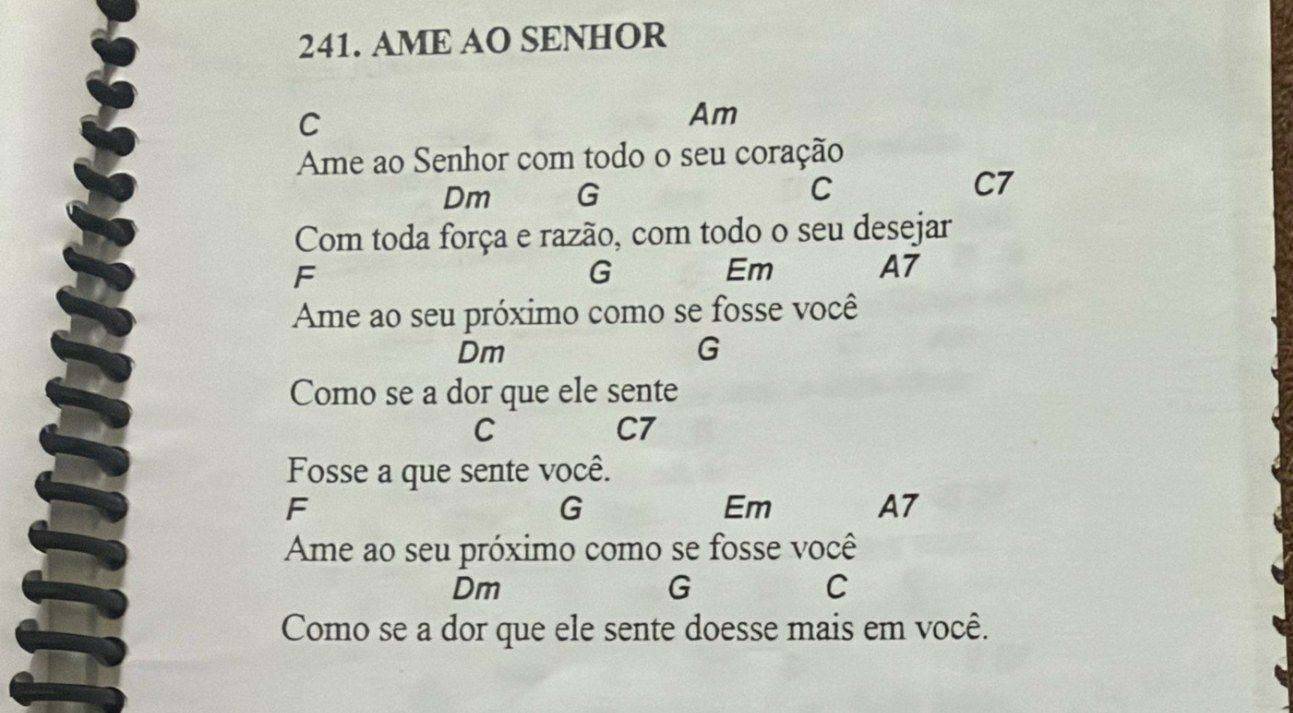 241. AME AO SENHOR
C Am
Ame ao Senhor com todo o seu coração
Dm G C C7
Com toda força e razão, com todo o seu desejar
F G Em A7
Ame ao seu próximo como se fosse você
Dm G
Como se a dor que ele sente
C C7
Fosse a que sente você.
F G Em A7
Ame ao seu próximo como se fosse você
Dm G C
Como se a dor que ele sente doesse mais em você.